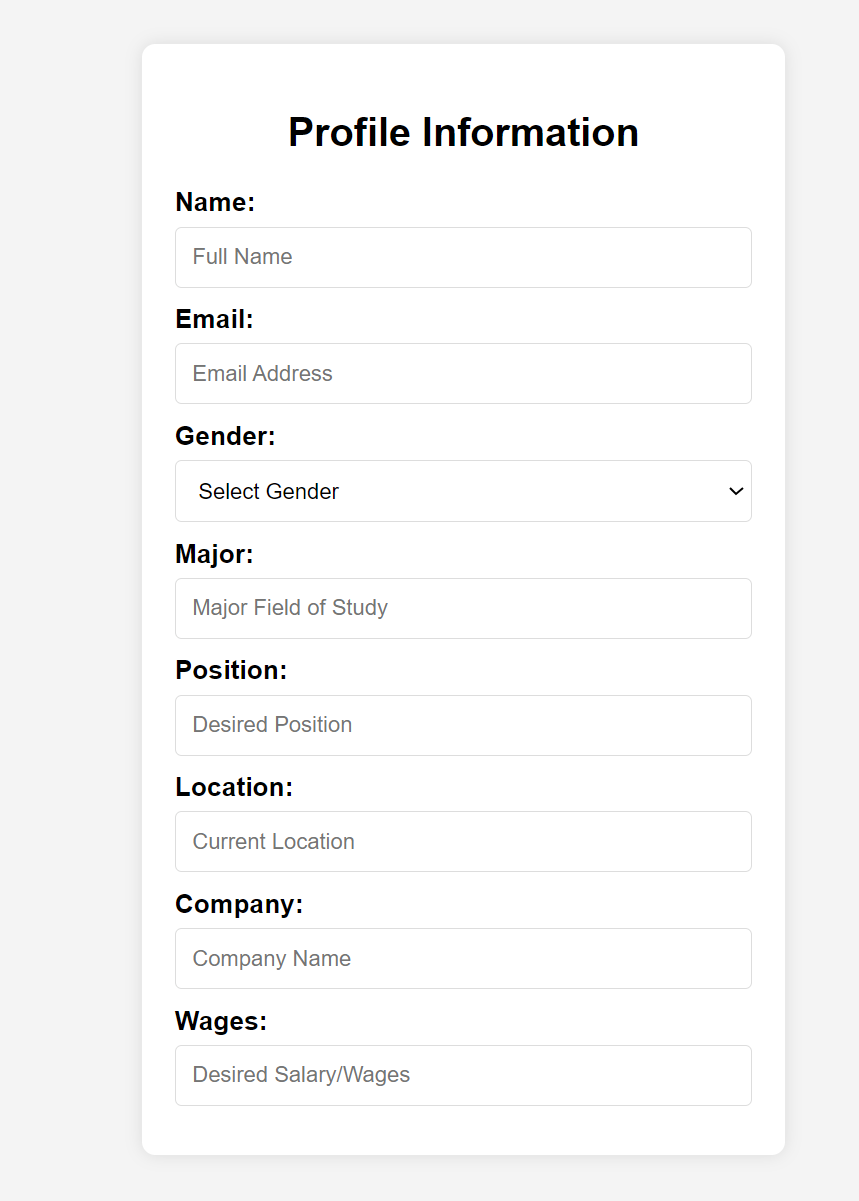 Profile Information
Name:
Full Name
Email:
Email Address
Gender:
Select Gender
Major:
Major Field of Study
Position:
Desired Position
Location:
Current Location
Company:
Company Name
Wages:
Desired Salary/Wages